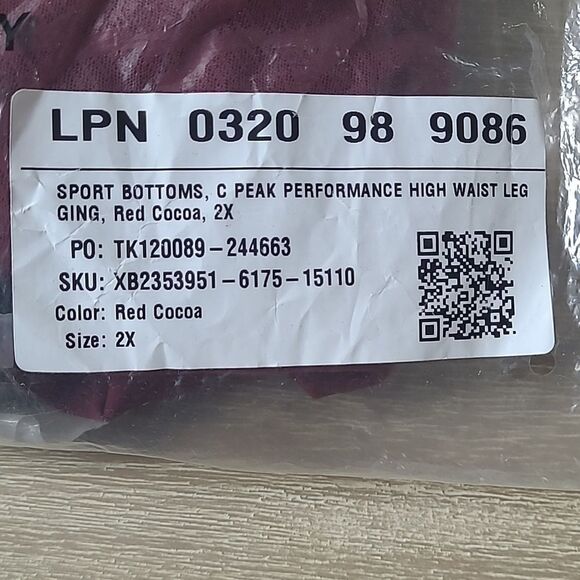 Y
LPN 0320 98 9086
SPORT BOTTOMS, C PEAK PERFORMANCE HIGH WAIST LEG
GING, Red Cocoa, 2X
PO: TK120089-244663
SKU: XB2353951-6175-15110
Color: Red Cocoa
Size: 2X